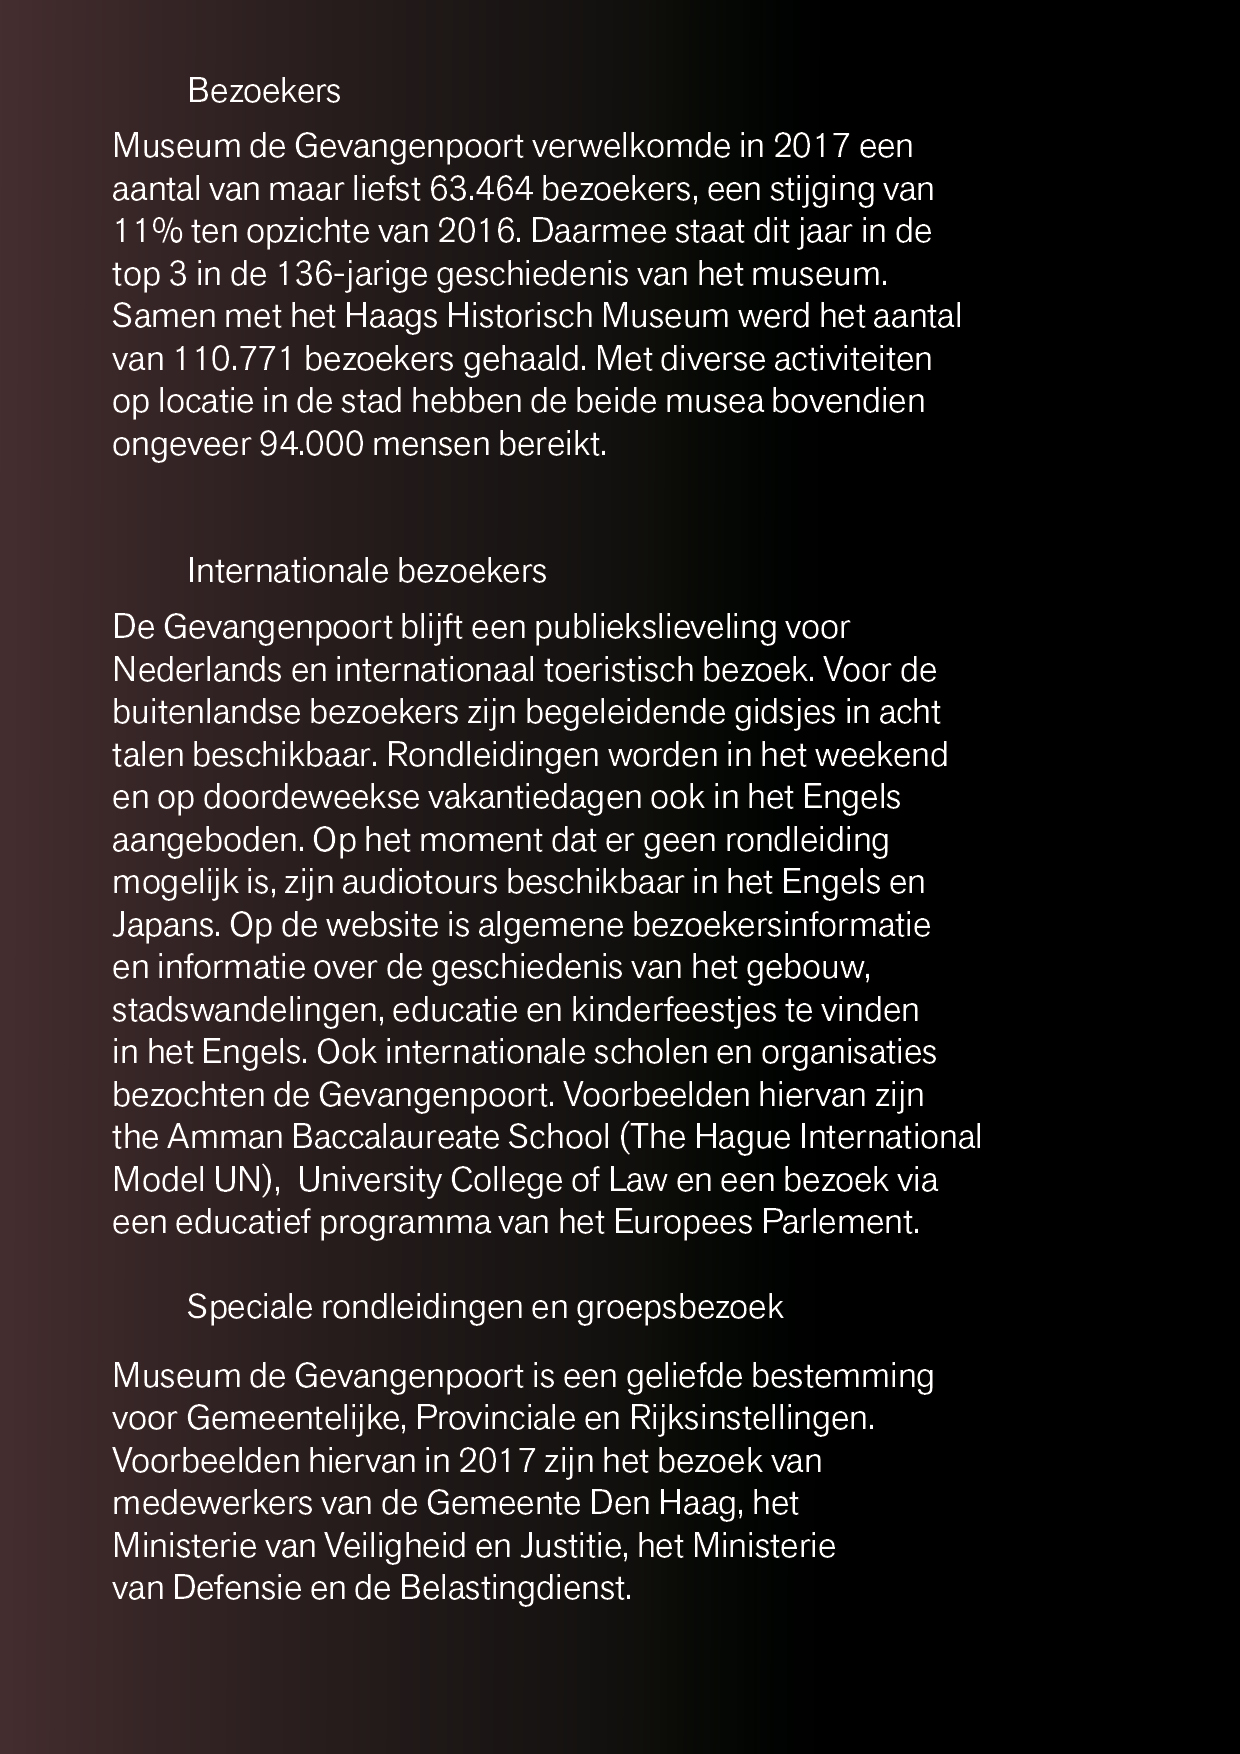 Bezoekers
Museum de Gevangenpoort verwelkomde in 2017 een
aantal van maar liefst 63.464 bezoekers, een stijging van
11% ten opzichte van 2016. Daarmee staat dit jaar in de
top 3 in de 136-jarige geschiedenis van het museum.
Samen met het Haags Historisch Museum werd het aantal
van 110.771 bezoekers gehaald. Met diverse activiteiten
op locatie in de stad hebben de beide musea bovendien
ongeveer 94.000 mensen bereikt.
Internationale bezoekers
De Gevangenpoort blijft een publiekslieveling voor
Nederlands en internationaal toeristisch bezoek. Voor de
buitenlandse bezoekers zijn begeleidende gidsjes in acht
talen beschikbaar. Rondleidingen worden in het weekend
en op doordeweekse vakantiedagen ook in het Engels
aangeboden. Op het moment dat er geen rondleiding
mogelijk is, zijn audiotours beschikbaar in het Engels en
Japans. Op de website is algemene bezoekersinformatie
en informatie over de geschiedenis van het gebouw,
stadswandelingen, educatie en kinderfeestjes te vinden
in het Engels. Ook internationale scholen en organisaties
bezochten de Gevangenpoort. Voorbeelden hiervan zijn
the Amman Baccalaureate School (The Hague International
Model UN),  University College of Law en een bezoek via
een educatief programma van het Europees Parlement.
Speciale rondleidingen en groepsbezoek
Museum de Gevangenpoort is een geliefde bestemming
voor Gemeentelijke, Provinciale en Rijksinstellingen.
Voorbeelden hiervan in 2017 zijn het bezoek van
medewerkers van de Gemeente Den Haag, het
Ministerie van Veiligheid en Justitie, het Ministerie
van Defensie en de Belastingdienst.